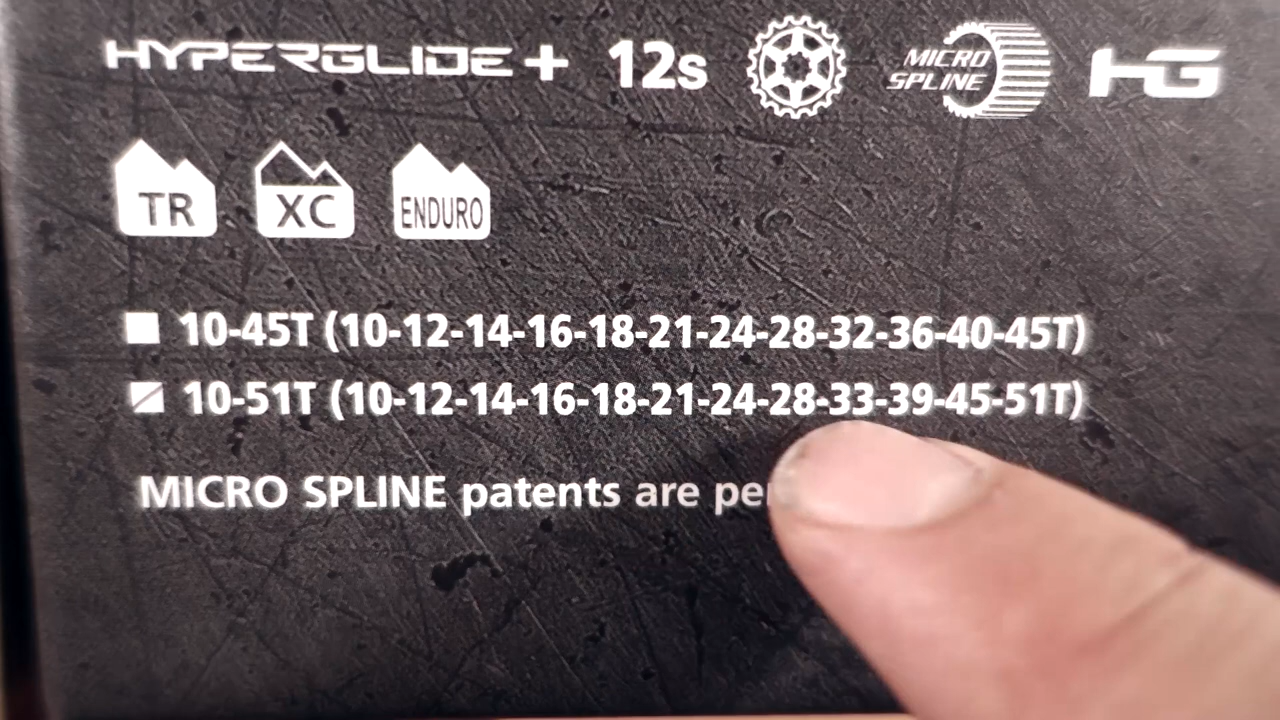 HYPERGLIDE+ 12s MICRO SPLINE HG
TR XC ENDURO
10-45T (10-12-14-16-18-21-24-28-32-36-40-45T)
10-51T (10-12-14-16-18-21-24-28-33-39-45-51T)
MICRO SPLINE patents are